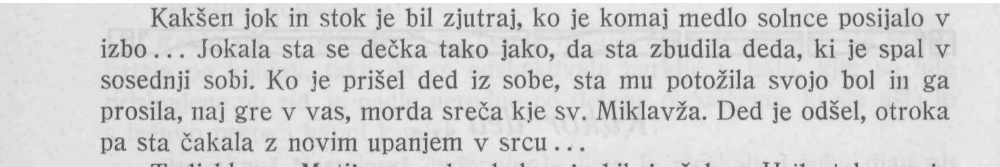 Kakšen jok in stok je bil zjutraj, ko je komaj medlo solnce posijalo v
izbo... Jokala sta se dečka tako jako, da sta zbudila deda, ki je spal v
sosednji sobi. Ko je prišel ded iz sobe, sta mu potožila svojo bol in ga
prosila, naj gre v vas, morda sreča kje sv. Miklavža. Ded je odšel, otroka
pa sta čakala z novim upanjem v srcu...